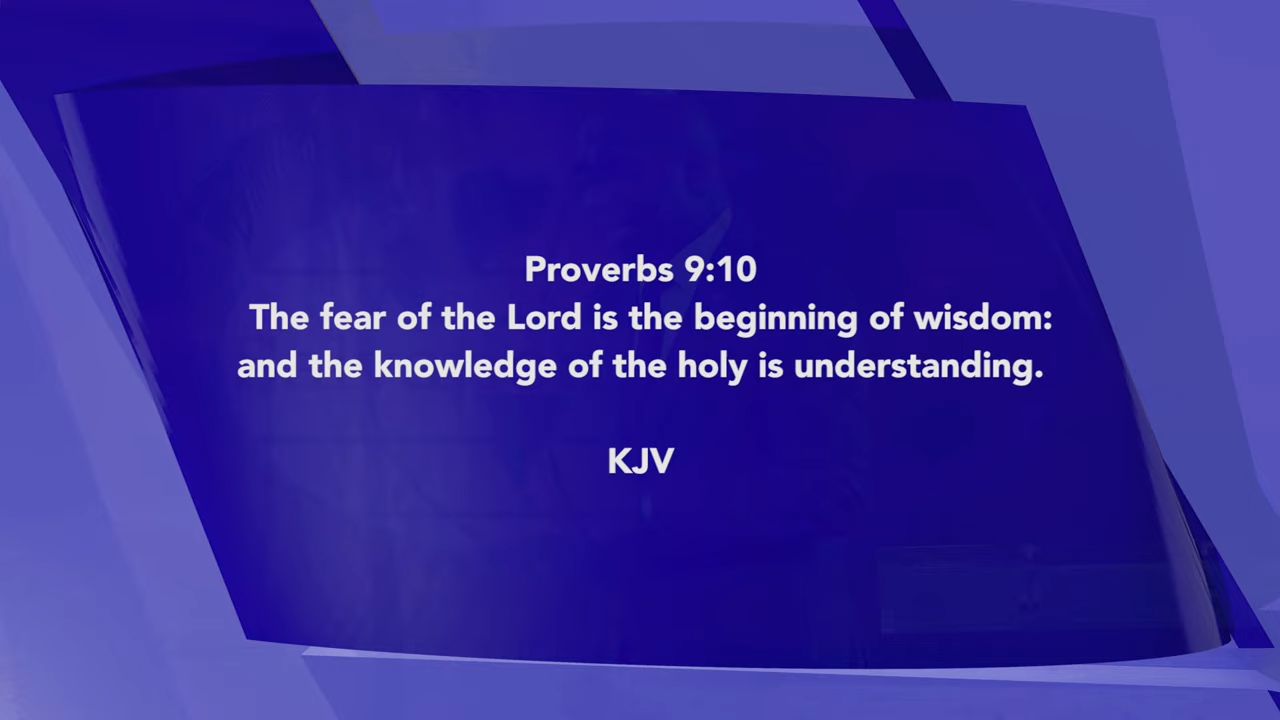 Proverbs 9:10
The fear of the Lord is the beginning of wisdom:
and the knowledge of the holy is understanding.
KJV